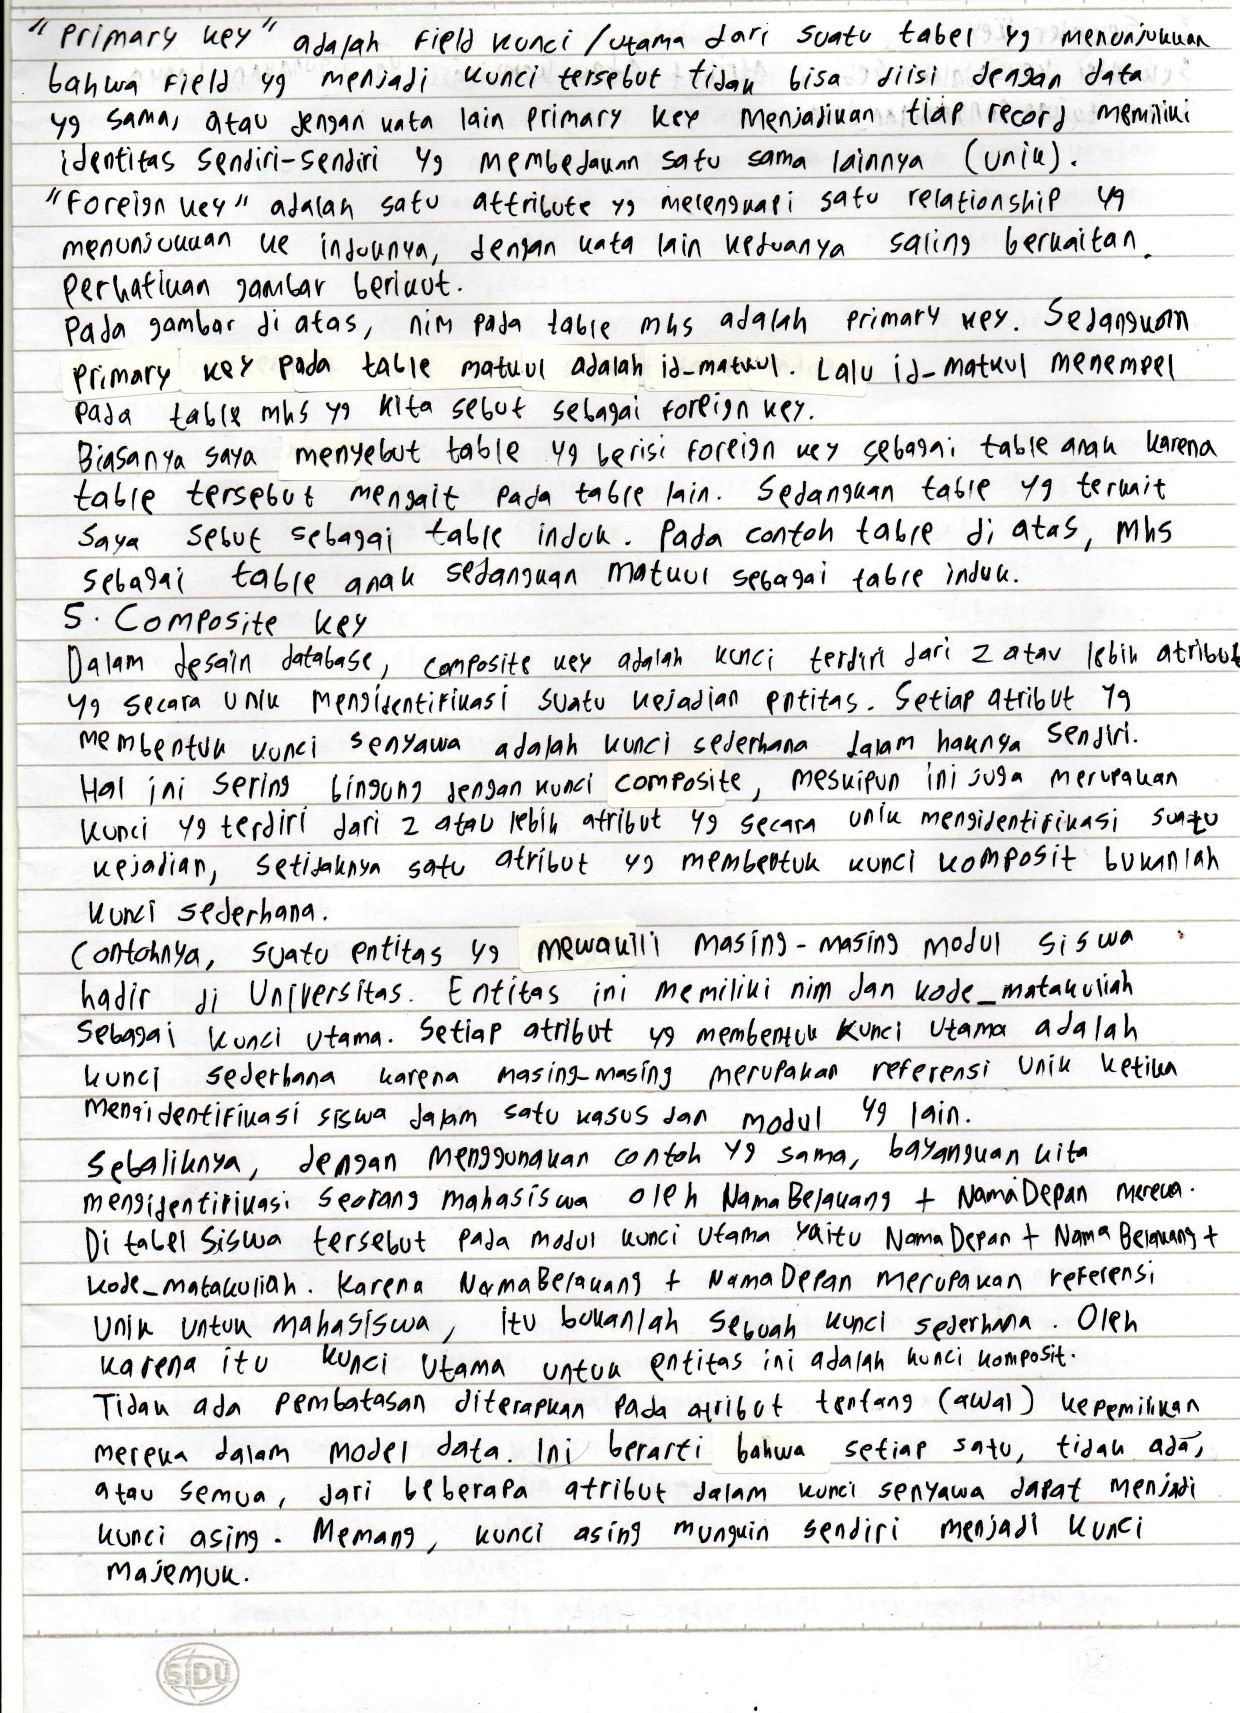 "Primary key" adalah field kunci/utama dari suatu tabel yg menunjukkan
bahwa field yg menjadi kunci tersebut tidak bisa diisi dengan data
yg sama, atau dengan kata lain primary key menjadikan tiap record memiliki
identitas sendiri-sendiri yg membedakan satu sama lainnya (unik).
"Foreign key" adalah satu attribute yg melengkapi satu relationship yg
menunjukkan ke induknya, dengan kata lain keduanya saling berkaitan.
perhatikan gambar berikut.
Pada gambar di atas, nim pada table mhs adalah primary key. Sedangkan
primary key pada table matkul adalah id_matkul. Lalu id_matkul menempel
pada table mhs yg kita sebut sebagai foreign key.
Biasanya saya menyebut table yg berisi foreign key sebagai table anak karena
table tersebut mengait pada table lain. Sedangkan table yg terkait
saya sebut sebagai table induk. Pada contoh table di atas, mhs
sebagai table anak sedangkan matkul sebagai table induk.
5. Composite key
Dalam desain database, composite key adalah kunci terdiri dari 2 atau lebih atribut
yg secara unik mengidentifikasi suatu kejadian entitas. Setiap atribut yg
membentuk kunci senyawa adalah kunci sederhana dalam haknya sendiri.
Hal ini sering bingung dengan kunci composite, meskipun ini juga merupakan
kunci yg terdiri dari 2 atau lebih atribut yg secara unik mengidentifikasi suatu
kejadian, setidaknya satu atribut yg membentuk kunci komposit bukanlah
kunci sederhana.
Contohnya, suatu entitas yg mewakili masing-masing modul siswa
hadir di Universitas. Entitas ini memiliki nim dan kode_matakuliah
sebagai kunci utama. Setiap atribut yg membentuk kunci utama adalah
kunci sederhana karena masing-masing merupakan referensi unik ketika
mengidentifikasi siswa dalam satu kasus dan modul yg lain.
Sebaliknya, dengan menggunakan contoh yg sama, bayangkan kita
mengidentifikasi seorang mahasiswa oleh NamaBelakang + NamaDepan mereka.
Di tabel siswa tersebut pada modul kunci utama yaitu NamaDepan + NamaBelakang +
kode_matakuliah. Karena NamaBelakang + NamaDepan merupakan referensi
unik untuk mahasiswa, itu bukanlah sebuah kunci sederhana. Oleh
karena itu kunci utama untuk entitas ini adalah kunci komposit.
Tidak ada pembatasan diterapkan pada atribut tentang (awal) kepemilikan
mereka dalam model data. Ini berarti bahwa setiap satu, tidak ada,
atau semua, dari beberapa atribut dalam kunci senyawa dapat menjadi
kunci asing. Memang, kunci asing mungkin sendiri menjadi kunci
majemuk.
SiDU